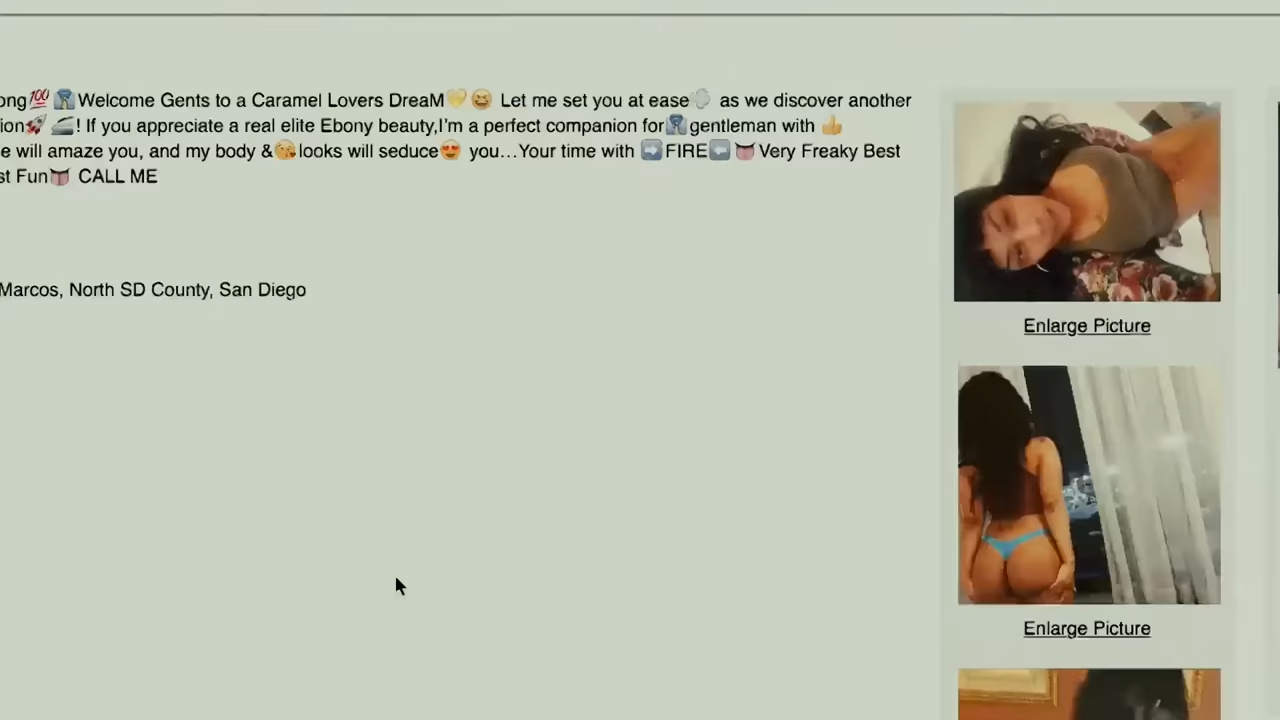 ong💯 👖Welcome Gents to a Caramel Lovers DreaM💛😆 Let me set you at ease💨 as we discover another
ion🚀 🚄! If you appreciate a real elite Ebony beauty,I'm a perfect companion for👖gentleman with 👍
e will amaze you, and my body &😘looks will seduce😍 you…Your time with ➡️FIRE⬅️ 👅Very Freaky Best
st Fun👅 CALL ME
Marcos, North SD County, San Diego
Enlarge Picture
Enlarge Picture